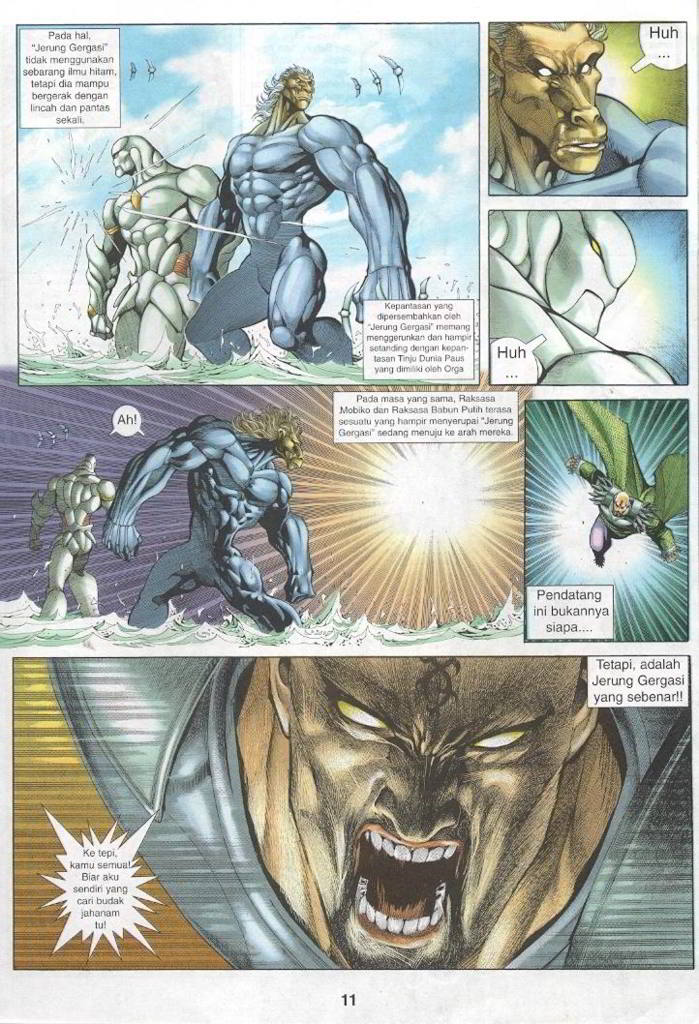 Pada hal,
"Jerung Gergasi"
tidak menggunakan
sebarang ilmu hitam,
tetapi dia mampu
bergerak dengan
lincah dan pantas
sekali.
Kepantasan yang
dipersembahkan oleh
"Jerung Gergasi" memang
menggerunkan dan hampir
setanding dengan kepan-
tasan Tinju Dunia Paus
yang dimiliki oleh Orga
Huh
...
Huh
...
Ah!
Pada masa yang sama, Raksasa
Mobiko dan Raksasa Babun Putih terasa
sesuatu yang hampir menyerupai "Jerung
Gergasi" sedang menuju ke arah mereka.
Pendatang
ini bukannya
siapa....
Tetapi, adalah
Jerung Gergasi
yang sebenar!!
Ke tepi,
kamu semua!
Biar aku
sendiri yang
cari budak
jahanam
tu!
11